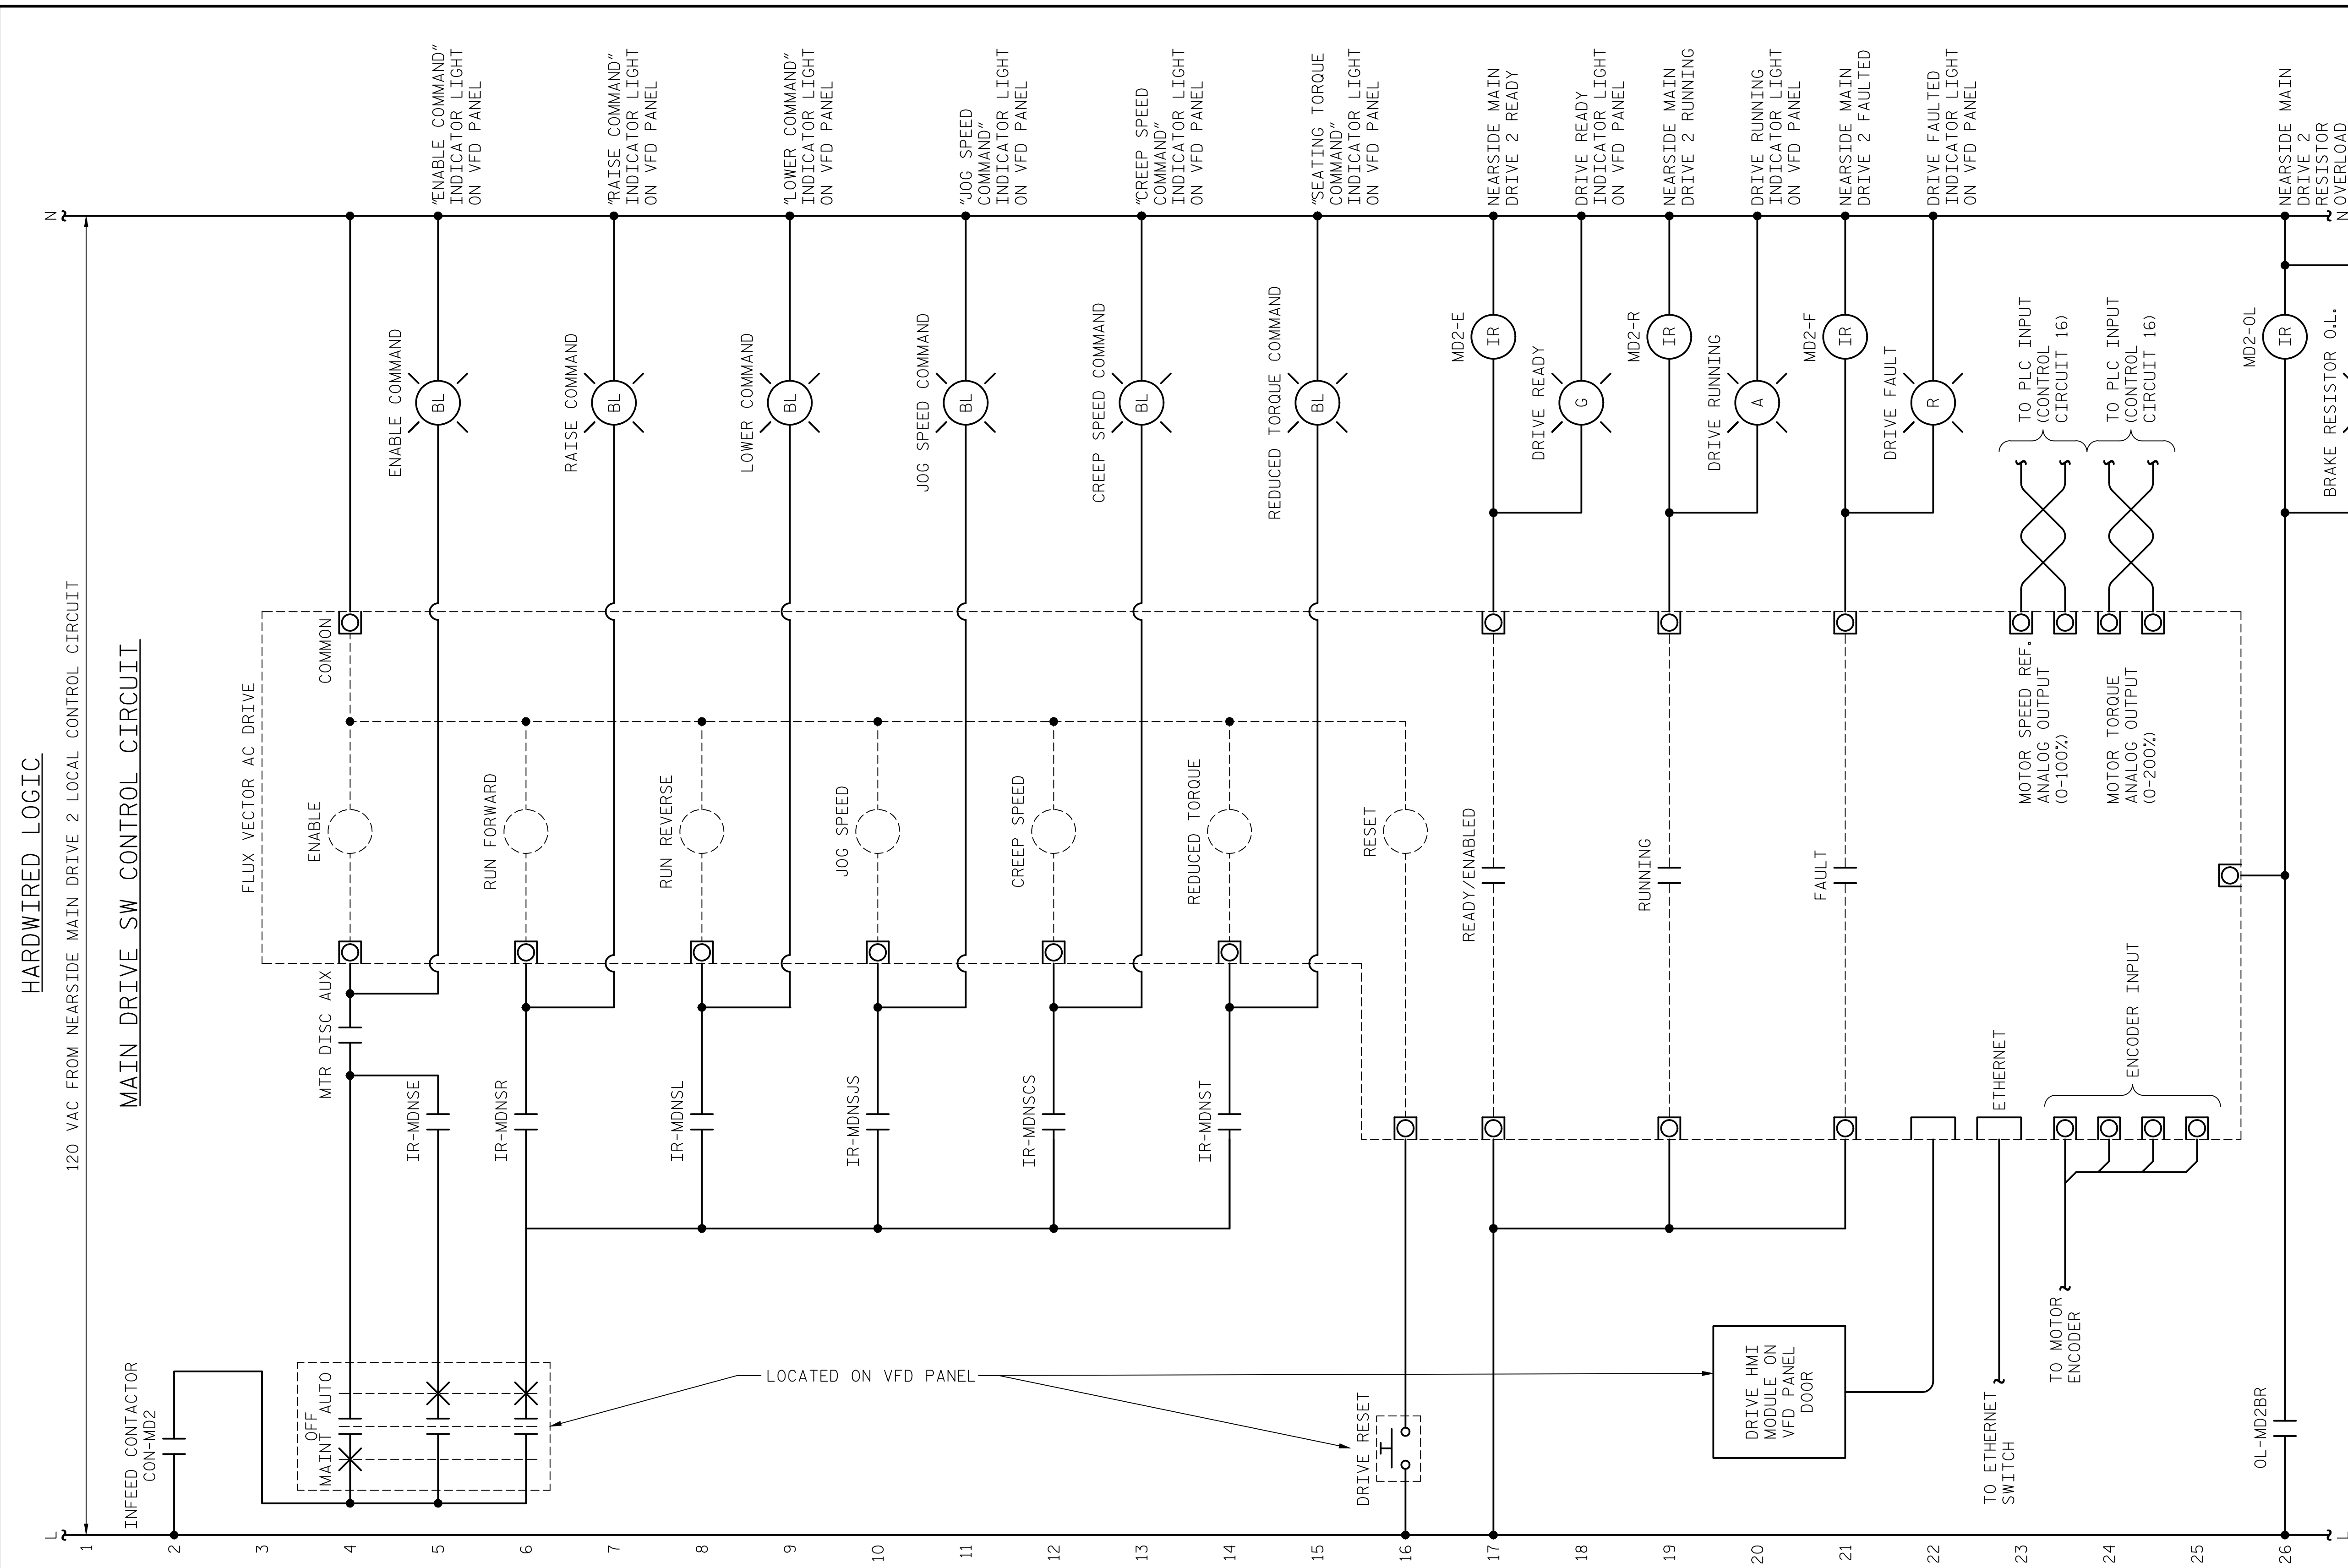 HARDWIRED LOGIC
L
N
1
120 VAC FROM NEARSIDE MAIN DRIVE 2 LOCAL CONTROL CIRCUIT
MAIN DRIVE SW CONTROL CIRCUIT
2
INFEED CONTACTOR
CON-MD2
3
FLUX VECTOR AC DRIVE
4
MAINT
OFF
AUTO
MTR DISC AUX
ENABLE
COMMON
5
IR-MDNSE
ENABLE COMMAND
BL
"ENABLE COMMAND"
INDICATOR LIGHT
ON VFD PANEL
6
IR-MDNSR
RUN FORWARD
7
RAISE COMMAND
BL
"RAISE COMMAND"
INDICATOR LIGHT
ON VFD PANEL
8
IR-MDNSL
RUN REVERSE
9
LOWER COMMAND
BL
"LOWER COMMAND"
INDICATOR LIGHT
ON VFD PANEL
LOCATED ON VFD PANEL
10
IR-MDNSJS
JOG SPEED
11
JOG SPEED COMMAND
BL
"JOG SPEED
COMMAND"
INDICATOR LIGHT
ON VFD PANEL
12
IR-MDNSCS
CREEP SPEED
13
CREEP SPEED COMMAND
BL
"CREEP SPEED
COMMAND"
INDICATOR LIGHT
ON VFD PANEL
14
IR-MDNST
REDUCED TORQUE
15
REDUCED TORQUE COMMAND
BL
"SEATING TORQUE
COMMAND"
INDICATOR LIGHT
ON VFD PANEL
16
DRIVE RESET
RESET
17
READY/ENABLED
MD2-E
IR
NEARSIDE MAIN
DRIVE 2 READY
18
DRIVE READY
G
DRIVE READY
INDICATOR LIGHT
ON VFD PANEL
19
RUNNING
MD2-R
IR
NEARSIDE MAIN
DRIVE 2 RUNNING
20
DRIVE HMI
MODULE ON
VFD PANEL
DOOR
DRIVE RUNNING
A
DRIVE RUNNING
INDICATOR LIGHT
ON VFD PANEL
21
FAULT
MD2-F
IR
NEARSIDE MAIN
DRIVE 2 FAULTED
22
DRIVE FAULT
R
DRIVE FAULTED
INDICATOR LIGHT
ON VFD PANEL
TO ETHERNET
SWITCH
ETHERNET
23
MOTOR SPEED REF.
ANALOG OUTPUT
(0-100%)
TO PLC INPUT
(CONTROL
CIRCUIT 16)
TO MOTOR
ENCODER
24
ENCODER INPUT
MOTOR TORQUE
ANALOG OUTPUT
(0-200%)
TO PLC INPUT
(CONTROL
CIRCUIT 16)
25
26
OL-MD2BR
MD2-OL
IR
NEARSIDE MAIN
DRIVE 2
RESISTOR
OVERLOAD
BRAKE RESISTOR O.L.
L
N